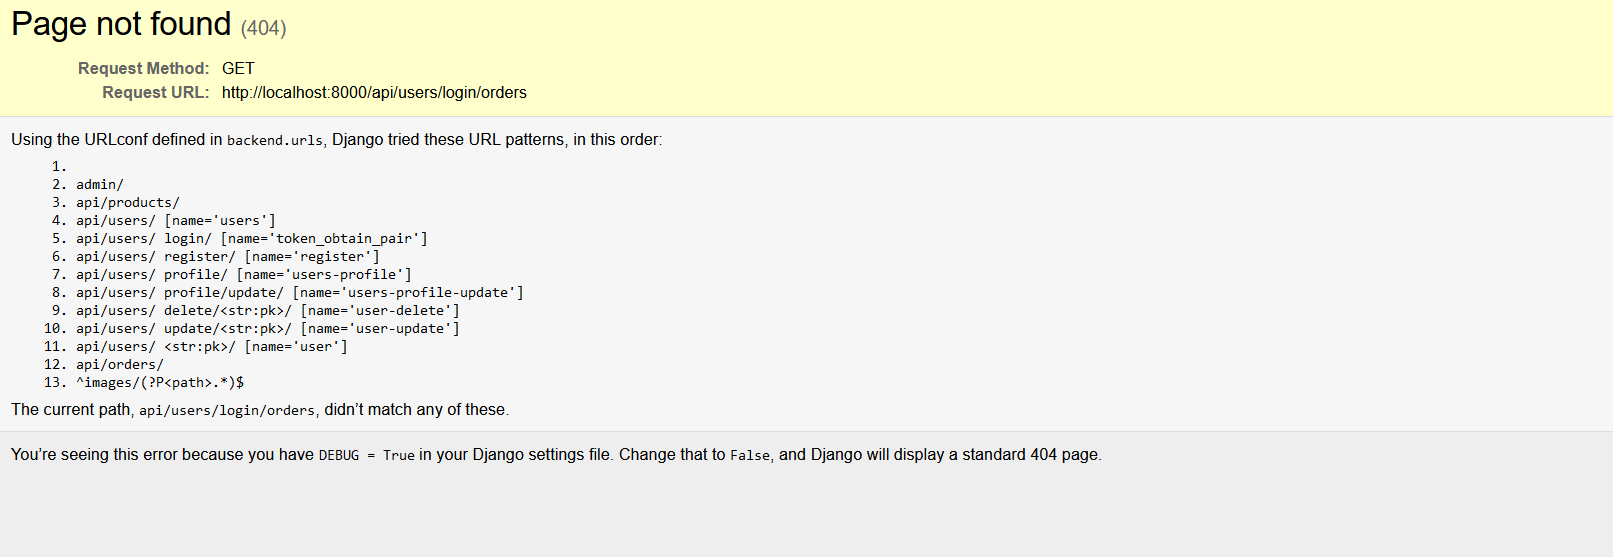 Page not found (404)
Request Method: GET
Request URL: http://localhost:8000/api/users/login/orders
Using the URLconf defined in backend.urls, Django tried these URL patterns, in this order:
1.
2. admin/
3. api/products/
4. api/users/ [name='users']
5. api/users/ login/ [name='token_obtain_pair']
6. api/users/ register/ [name='register']
7. api/users/ profile/ [name='users-profile']
8. api/users/ profile/update/ [name='users-profile-update']
9. api/users/ delete/<str:pk>/ [name='user-delete']
10. api/users/ update/<str:pk>/ [name='user-update']
11. api/users/ <str:pk>/ [name='user']
12. api/orders/
13. ^images/(?P<path>.*)$
The current path, api/users/login/orders, didn’t match any of these.
You’re seeing this error because you have DEBUG = True in your Django settings file. Change that to False, and Django will display a standard 404 page.